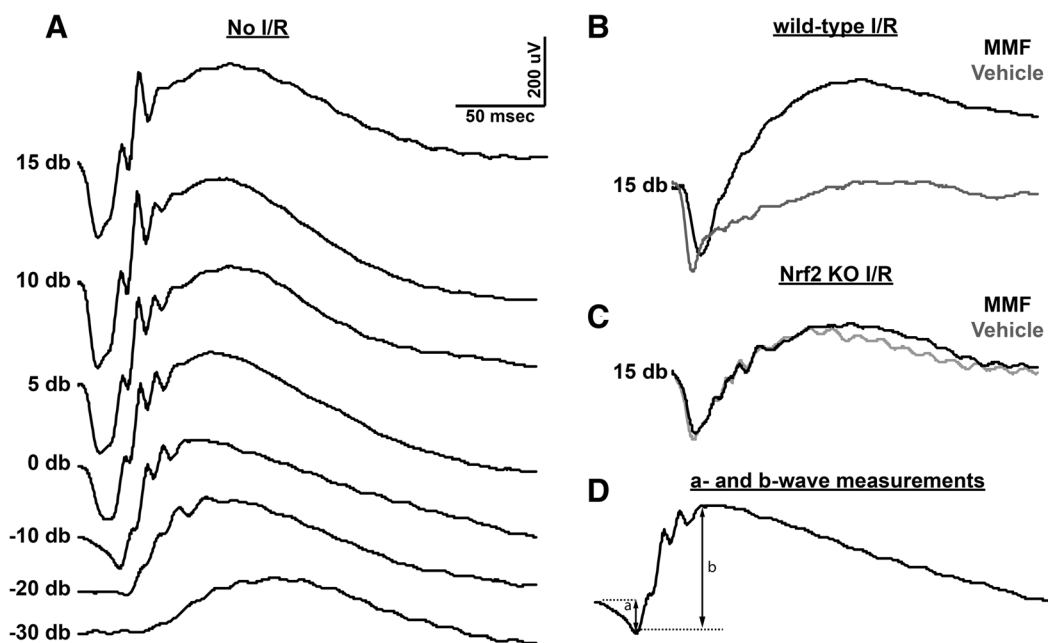 A
No I/R
200 uV
50 msec
15 db
10 db
5 db
0 db
-10 db
-20 db
-30 db
B
wild-type I/R
MMF
Vehicle
15 db
Nrf2 KO I/R
C
MMF
Vehicle
15 db
a- and b-wave measurements
D
a
b